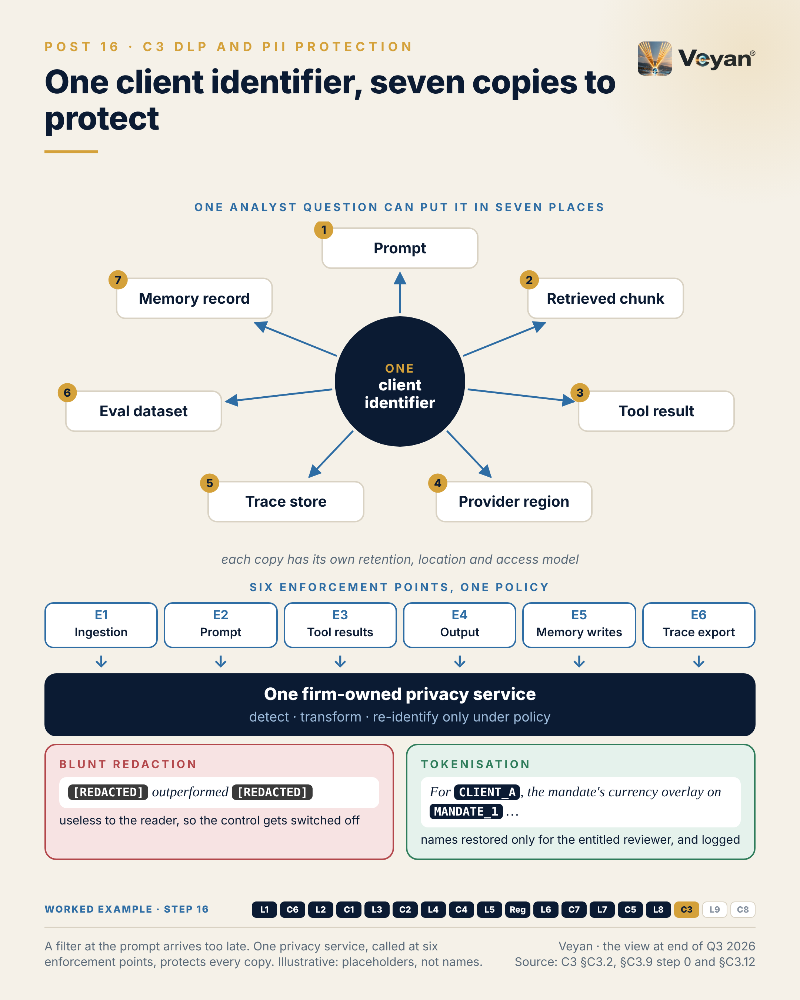 POST 16 · C3 DLP AND PII PROTECTION
Veyan®
One client identifier, seven copies to
protect
ONE ANALYST QUESTION CAN PUT IT IN SEVEN PLACES
1
Prompt
7
Memory record
2
Retrieved chunk
ONE
client
identifier
6
Eval dataset
3
Tool result
5
Trace store
4
Provider region
each copy has its own retention, location and access model
SIX ENFORCEMENT POINTS, ONE POLICY
E1
Ingestion
E2
Prompt
E3
Tool results
E4
Output
E5
Memory writes
E6
Trace export
One firm-owned privacy service
detect · transform · re-identify only under policy
BLUNT REDACTION
[REDACTED] outperformed [REDACTED]
useless to the reader, so the control gets switched off
TOKENISATION
For CLIENT_A, the mandate's currency overlay on
MANDATE_1 …
names restored only for the entitled reviewer, and logged
WORKED EXAMPLE · STEP 16
L1 C6 L2 C1 L3 C2 L4 C4 L5 Reg L6 C7 L7 C5 L8 C3 L9 C8
A filter at the prompt arrives too late. One privacy service, called at six
enforcement points, protects every copy. Illustrative: placeholders, not names.
Veyan · the view at end of Q3 2026
Source: C3 §C3.2, §C3.9 step 0 and §C3.12